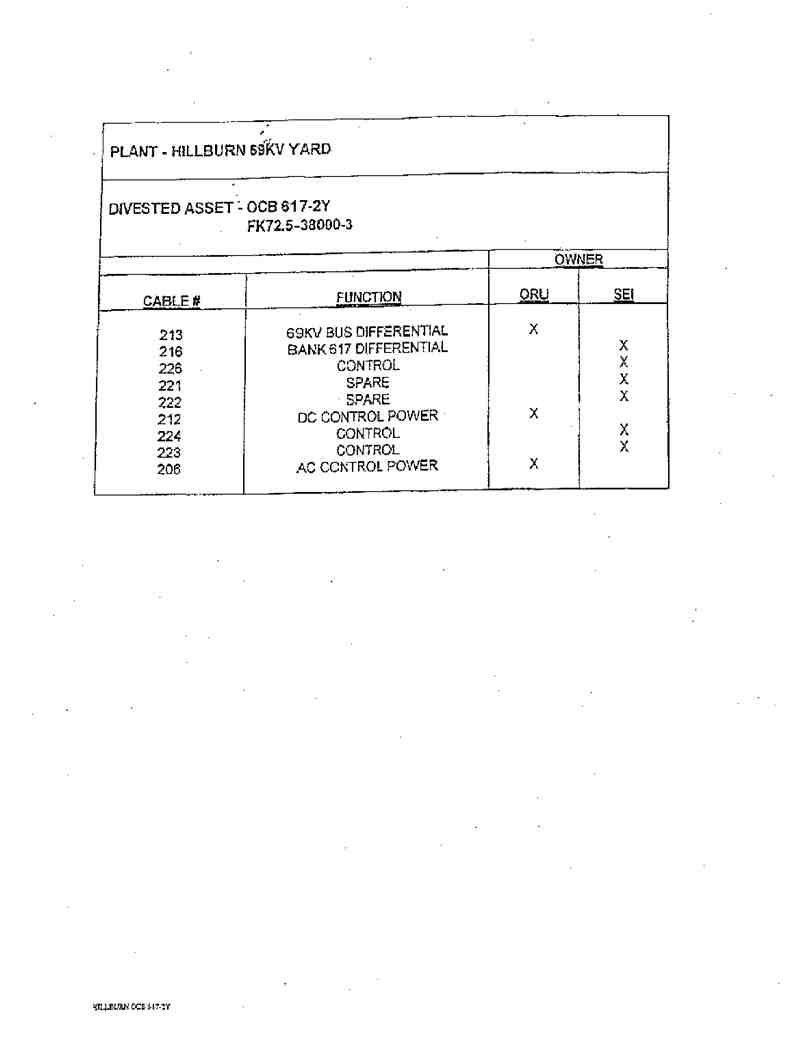 PLANT - HILLBURN 69KV YARD
DIVESTED ASSET - OCB 617-2Y
FK72.5-38000-3
OWNER
CABLE # FUNCTION ORU SEI
213 69KV BUS DIFFERENTIAL X
216 BANK 617 DIFFERENTIAL X
226 CONTROL X
221 SPARE X
222 SPARE X
212 DC CONTROL POWER X
224 CONTROL X
223 CONTROL X
206 AC CONTROL POWER X
HILLBURN OCB 617-2Y